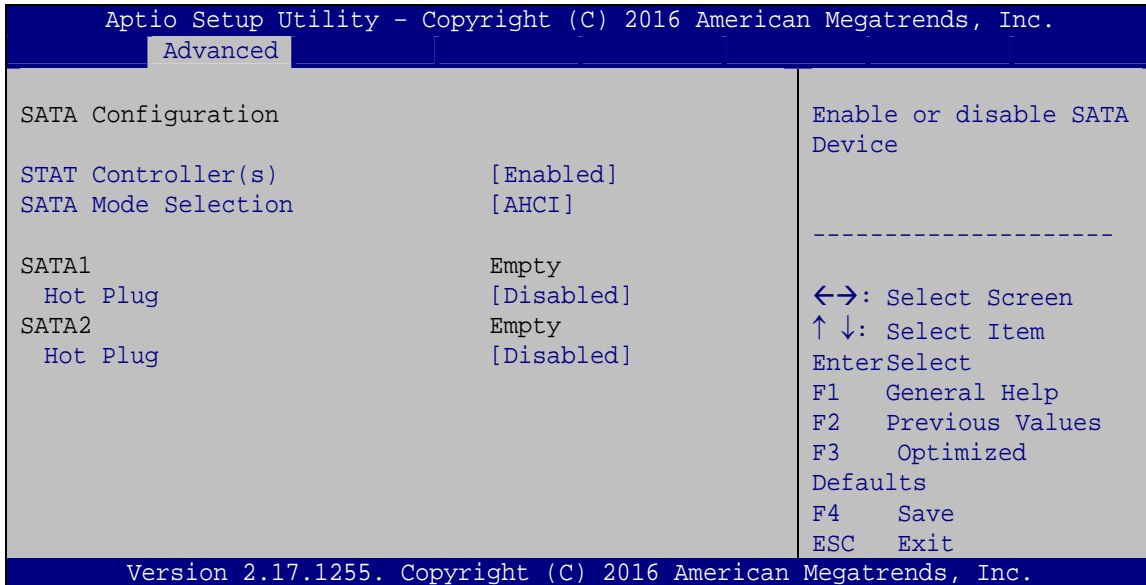 Aptio Setup Utility – Copyright (C) 2016 American Megatrends, Inc.
Advanced
SATA Configuration
STAT Controller(s) [Enabled]
SATA Mode Selection [AHCI]
SATA1 Empty
Hot Plug [Disabled]
SATA2 Empty
Hot Plug [Disabled]
Enable or disable SATA
Device
---------------------
←→: Select Screen
↑ ↓: Select Item
EnterSelect
F1 General Help
F2 Previous Values
F3 Optimized
Defaults
F4 Save
ESC Exit
Version 2.17.1255. Copyright (C) 2016 American Megatrends, Inc.